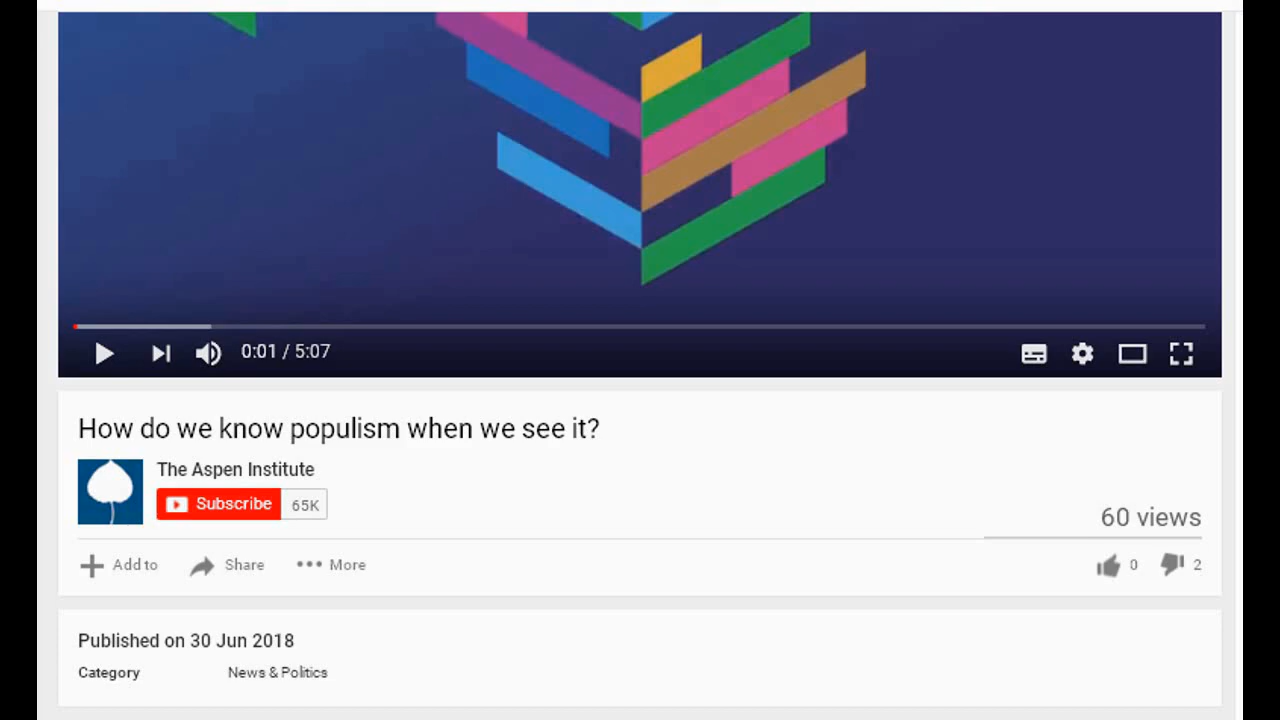 0:01 / 5:07
How do we know populism when we see it?
The Aspen Institute
Subscribe 65K
60 views
Add to Share More 0 2
Published on 30 Jun 2018
Category News & Politics